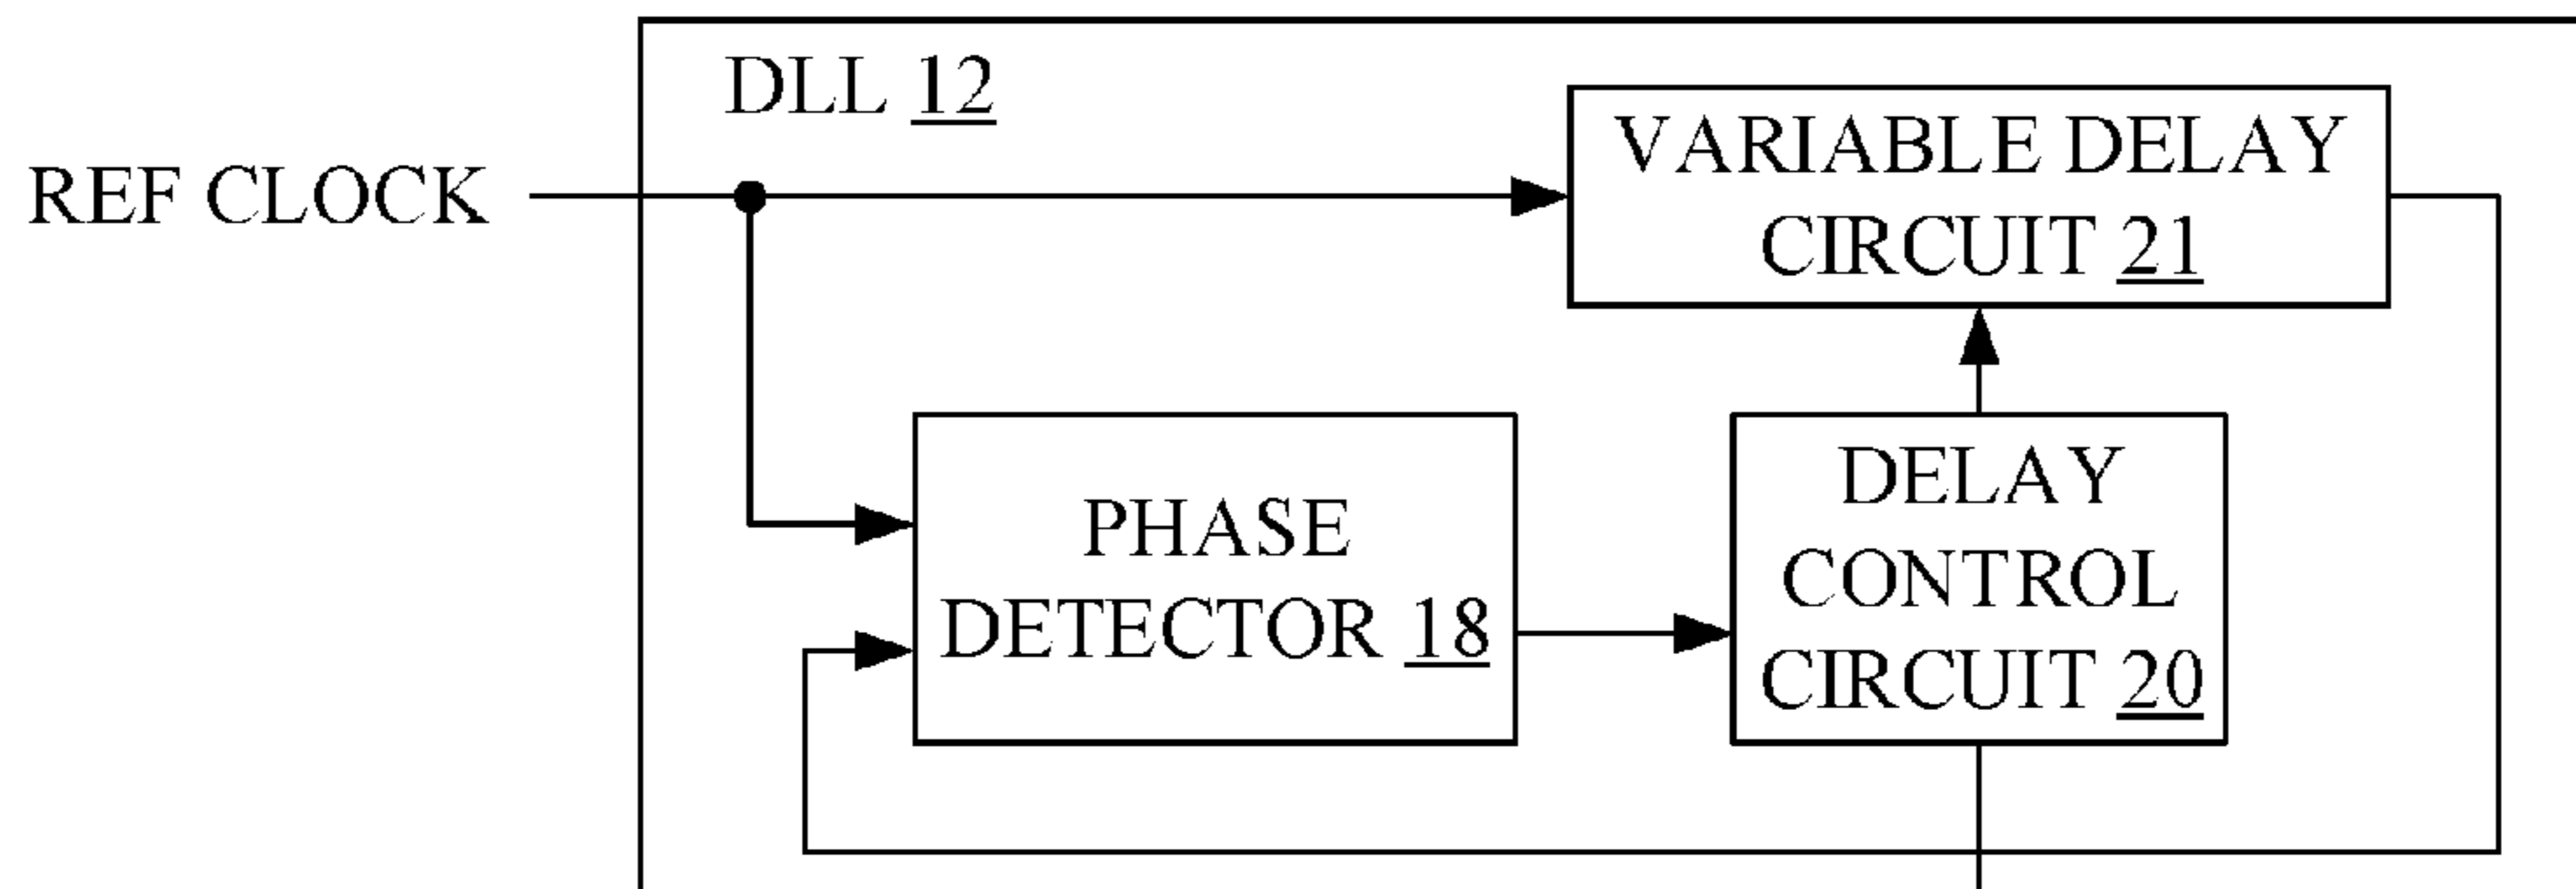 DLL 12
REF CLOCK
VARIABLE DELAY
CIRCUIT 21
PHASE
DETECTOR 18
DELAY
CONTROL
CIRCUIT 20